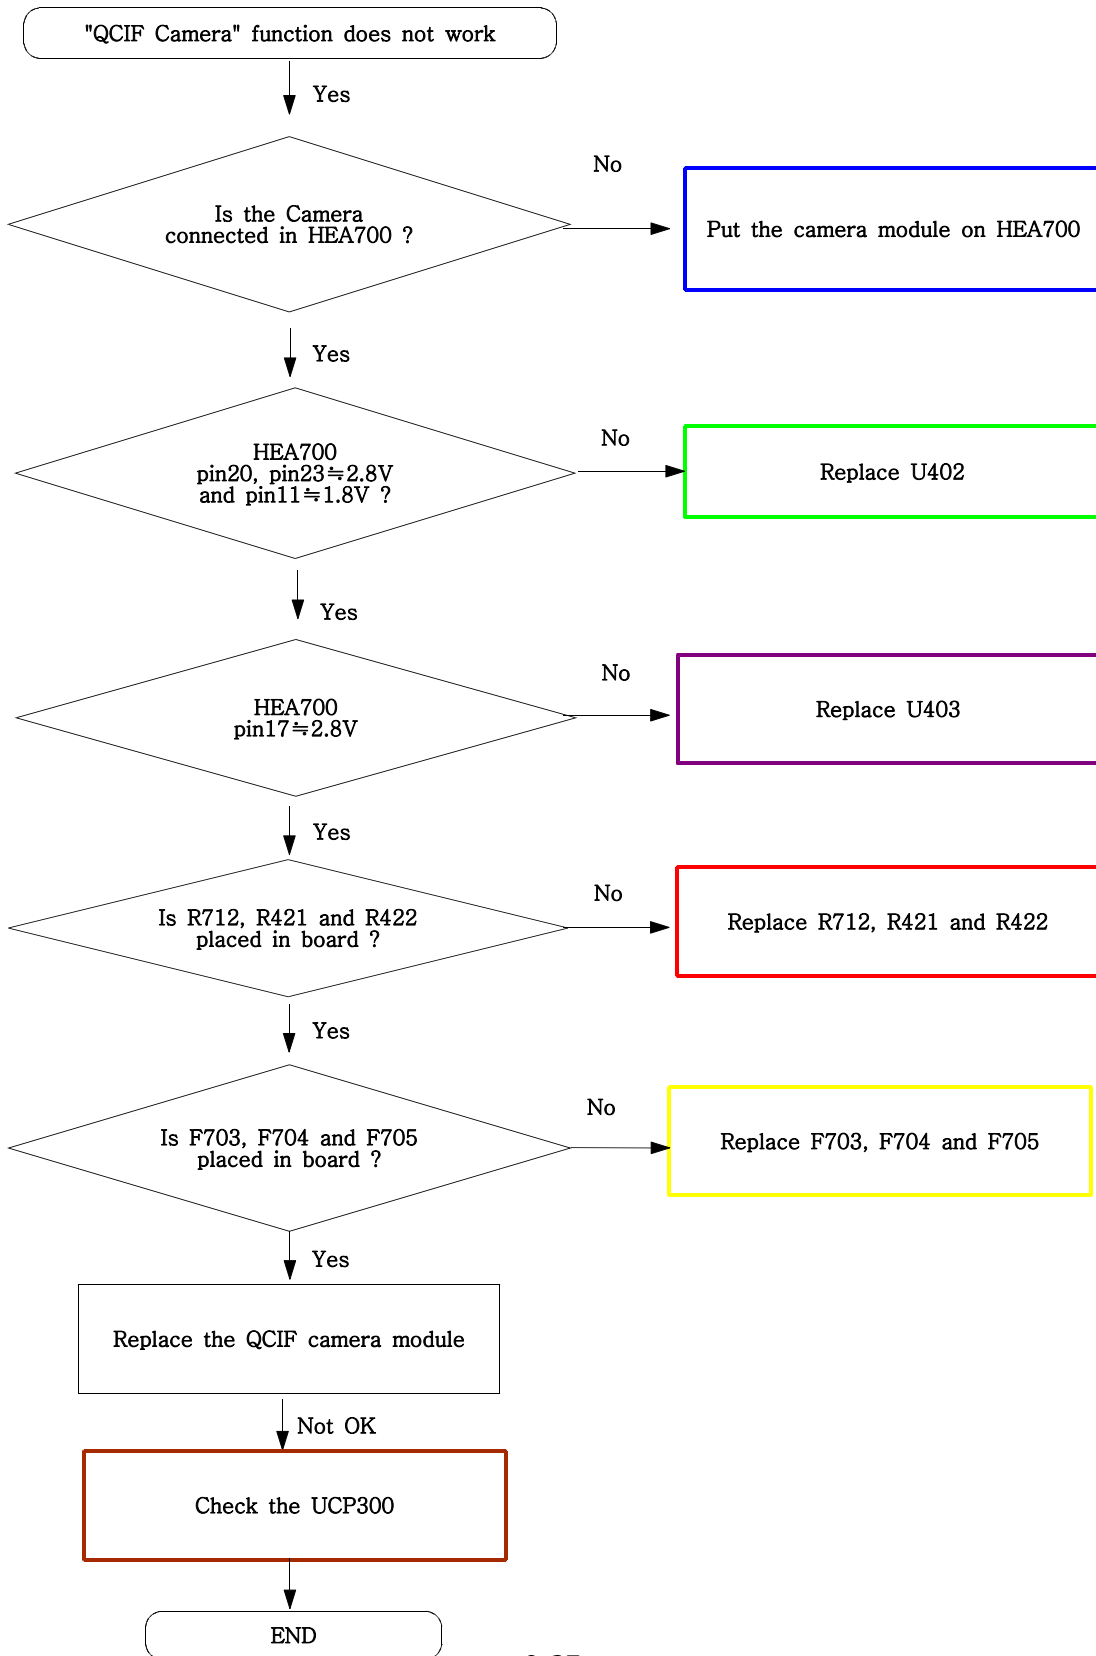 "QCIF Camera" function does not work
Yes
No
Is the Camera
connected in HEA700 ?
Put the camera module on HEA700
Yes
No
HEA700
pin20, pin23≒2.8V
and pin11≒1.8V ?
Replace U402
Yes
No
HEA700
pin17≒2.8V
Replace U403
Yes
No
Is R712, R421 and R422
placed in board ?
Replace R712, R421 and R422
Yes
No
Is F703, F704 and F705
placed in board ?
Replace F703, F704 and F705
Yes
Replace the QCIF camera module
Not OK
Check the UCP300
END